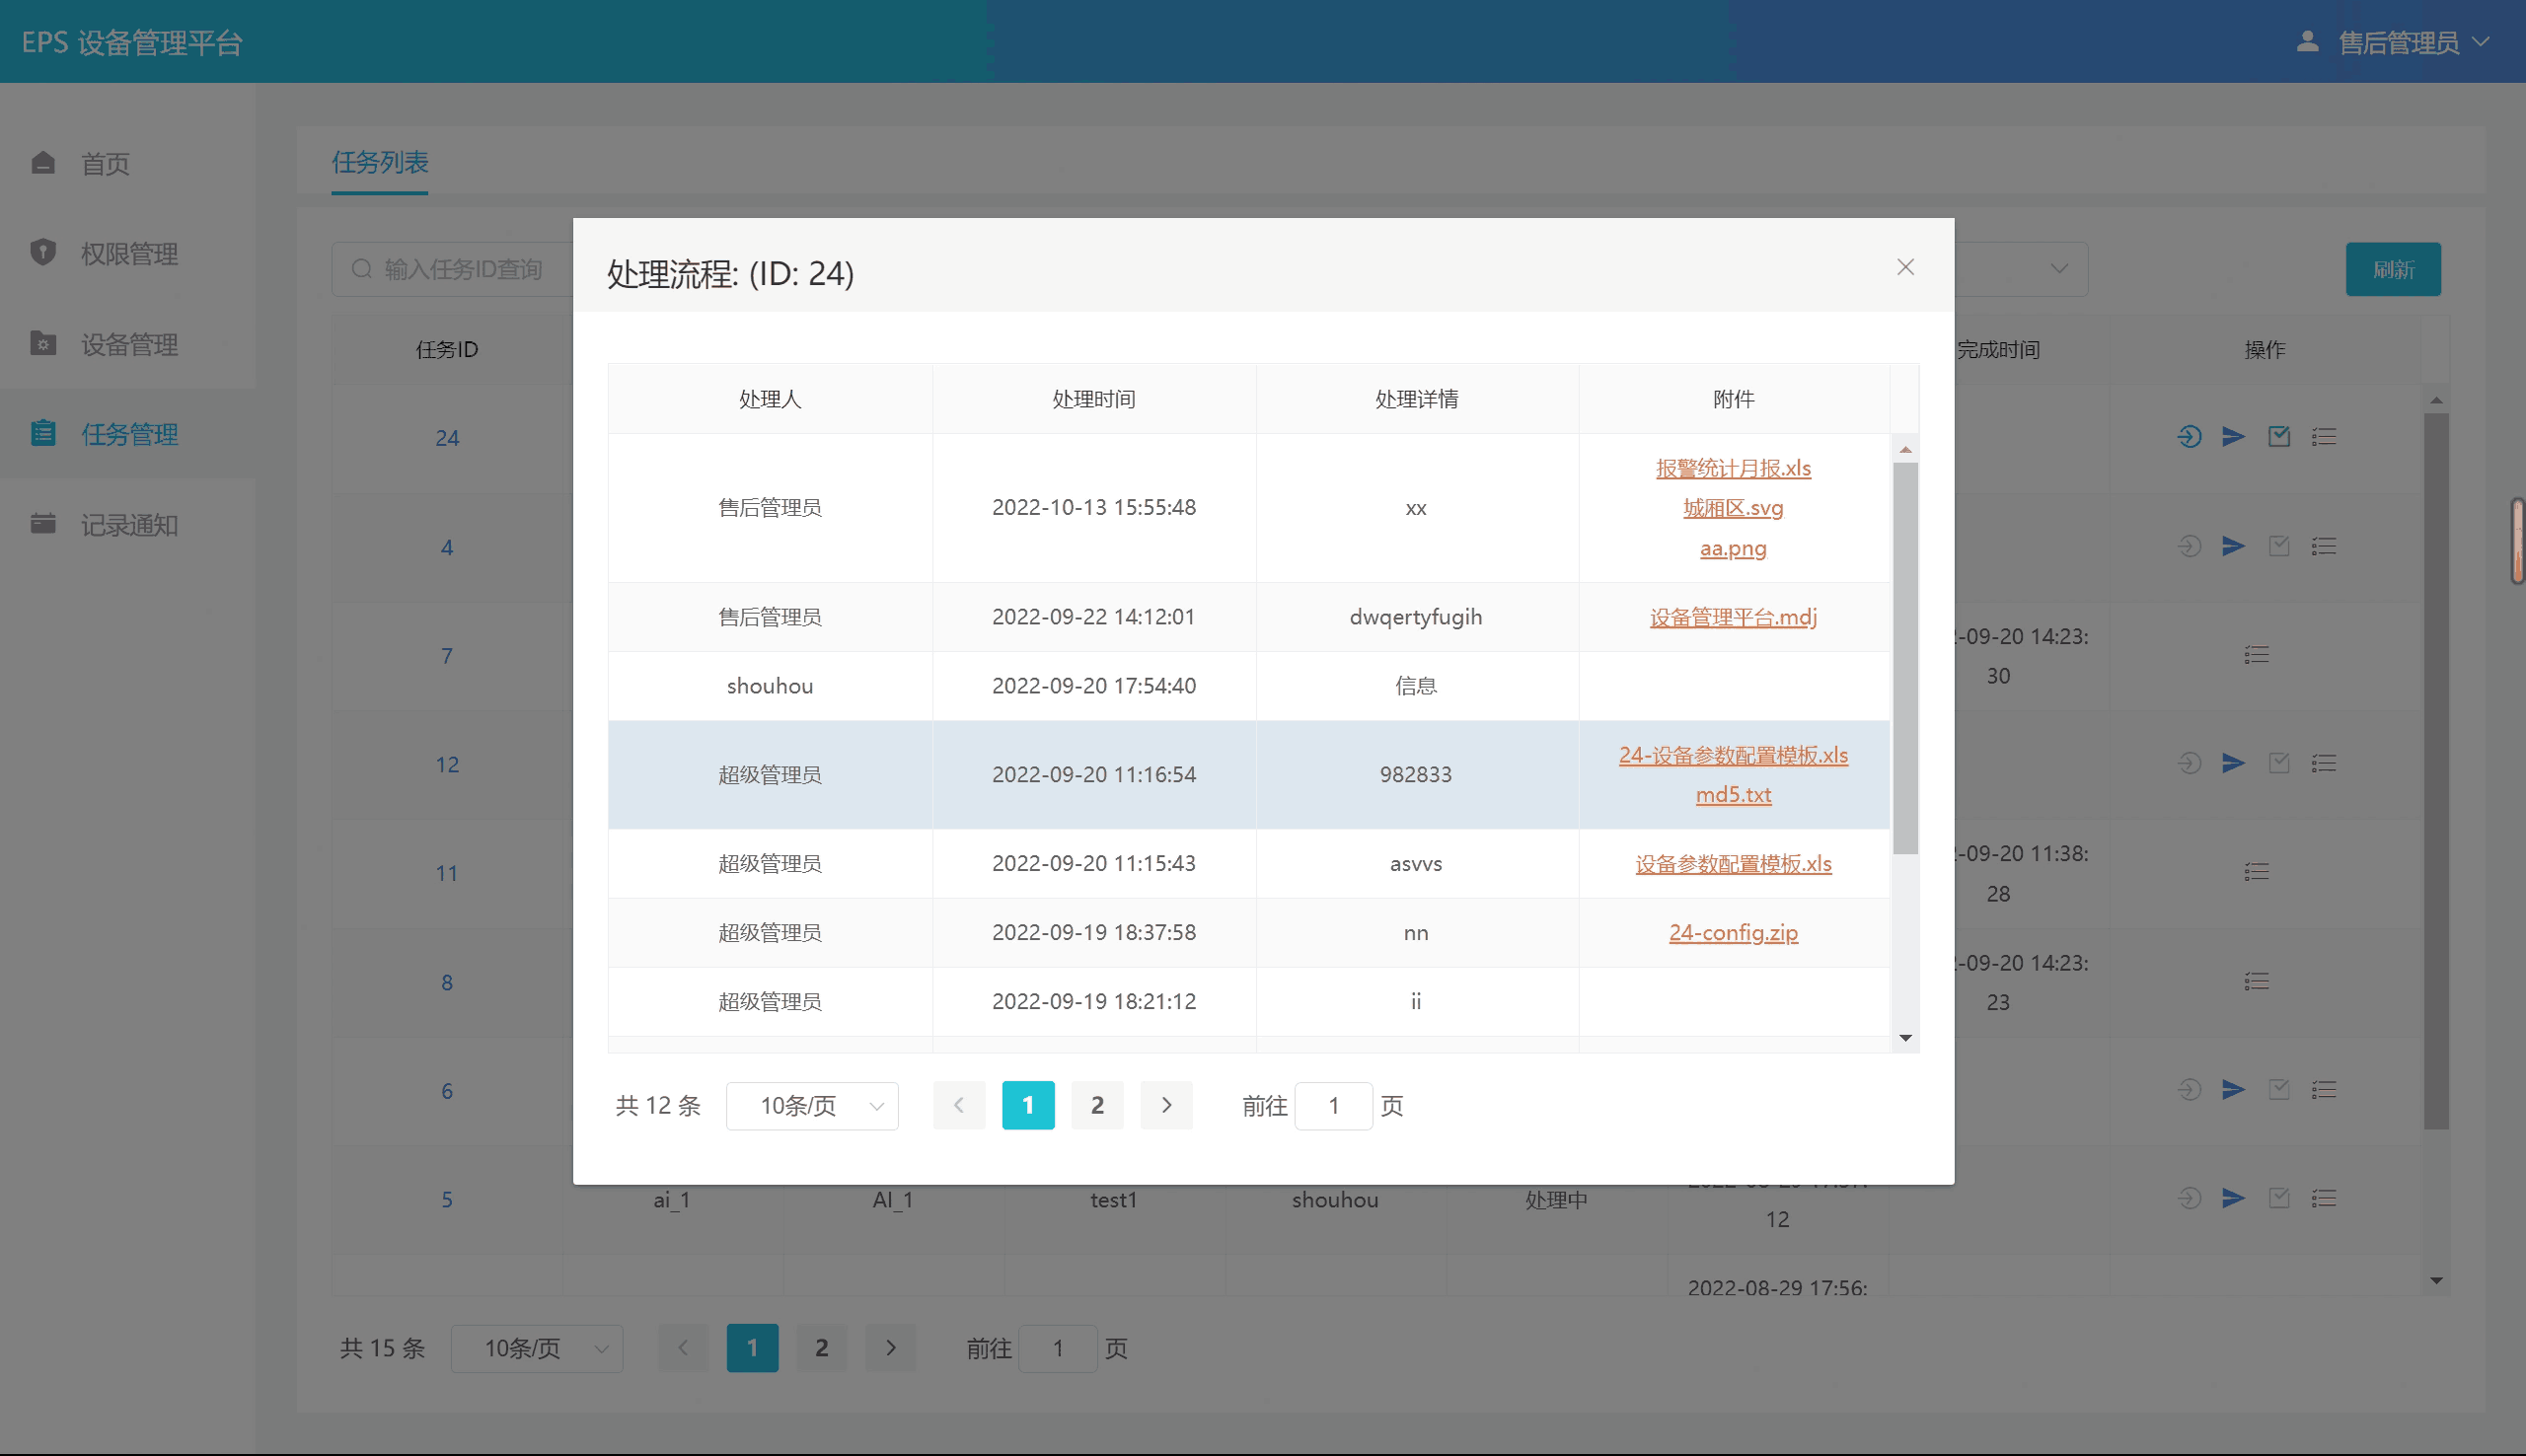 EPS 设备管理平台
售后管理员
首页
权限管理
设备管理
任务管理
记录通知
任务列表
输入任务ID查询
刷新
任务ID
完成时间
操作
24
4
7
-09-20 14:23:
30
12
11
-09-20 11:38:
28
8
-09-20 14:23:
23
6
5
ai_1
AI_1
test1
shouhou
处理中
12
2022-08-29 17:56:
共 15 条
10条/页
1
2
前往
1
页
处理流程: (ID: 24)
处理人
处理时间
处理详情
附件
售后管理员
2022-10-13 15:55:48
xx
报警统计月报.xls
城厢区.svg
aa.png
售后管理员
2022-09-22 14:12:01
dwqertyfugih
设备管理平台.mdj
shouhou
2022-09-20 17:54:40
信息
超级管理员
2022-09-20 11:16:54
982833
24-设备参数配置模板.xls
md5.txt
超级管理员
2022-09-20 11:15:43
asvvs
设备参数配置模板.xls
超级管理员
2022-09-19 18:37:58
nn
24-config.zip
超级管理员
2022-09-19 18:21:12
ii
共 12 条
10条/页
1
2
前往
1
页